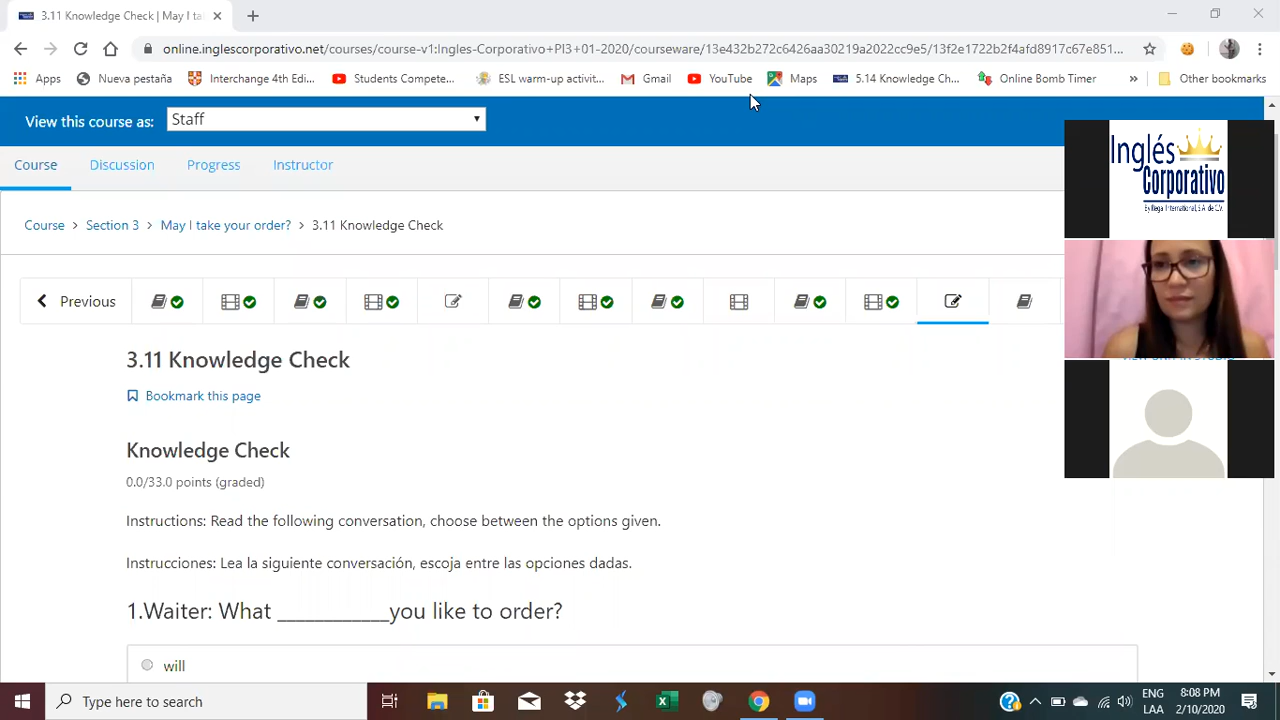 3.11 Knowledge Check | May I ta
online.inglescorporativo.net/courses/course-v1:Ingles-Corporativo+PI3+01-2020/courseware/13e432b272c6426aa30219a2022cc9e5/13f2e1722b2f4afd8917c67e851...
Apps
Nueva pestaña
Interchange 4th Edi...
Students Compete...
ESL warm-up activit...
Gmail
YouTube
Maps
5.14 Knowledge Ch...
Online Bomb Timer
»
Other bookmarks
View this course as:
Staff
Course
Discussion
Progress
Instructor
Inglés
Corporativo
Course > Section 3 > May I take your order? > 3.11 Knowledge Check
Previous
3.11 Knowledge Check
Bookmark this page
Knowledge Check
0.0/33.0 points (graded)
Instructions: Read the following conversation, choose between the options given.
Instrucciones: Lea la siguiente conversación, escoja entre las opciones dadas.
1.Waiter: What ____________you like to order?
will
Type here to search
ENG
LAA
8:08 PM
2/10/2020